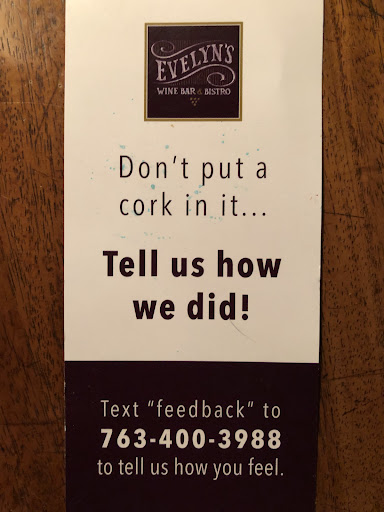 EVELYN'S
WINE BAR & BISTRO
Don't put a
cork in it...
Tell us how
we did!
Text “feedback” to
763-400-3988
to tell us how you feel.